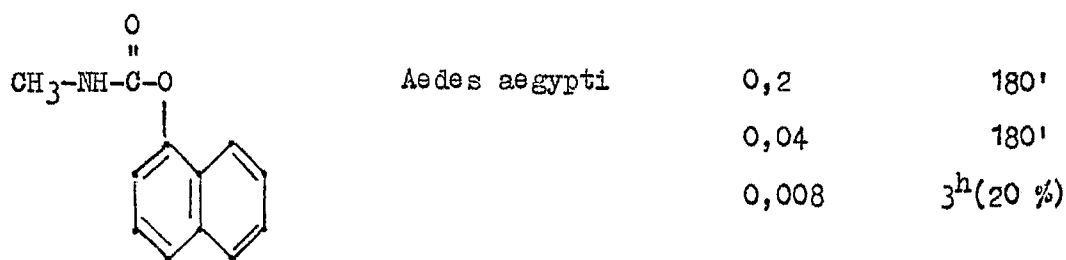 O
"
CH3-NH-C-O
Aedes aegypti 0,2 180'
0,04 180'
0,008 3h(20 %)